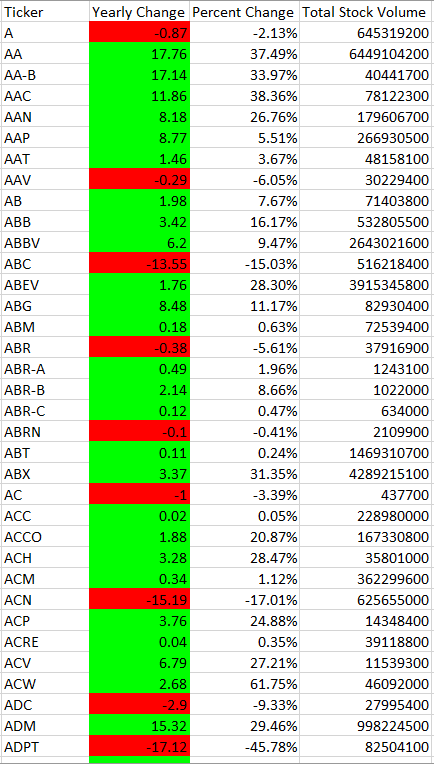 Ticker Yearly Change Percent Change Total Stock Volume
A -0.87 -2.13% 645319200
AA 17.76 37.49% 6449104200
AA-B 17.14 33.97% 40441700
AAC 11.86 38.36% 78122300
AAN 8.18 26.76% 179606700
AAP 8.77 5.51% 266930500
AAT 1.46 3.67% 48158100
AAV -0.29 -6.05% 30229400
AB 1.98 7.67% 71403800
ABB 3.42 16.17% 532805500
ABBV 6.2 9.47% 2643021600
ABC -13.55 -15.03% 516218400
ABEV 1.76 28.30% 3915345800
ABG 8.48 11.17% 82930400
ABM 0.18 0.63% 72539400
ABR -0.38 -5.61% 37916900
ABR-A 0.49 1.96% 1243100
ABR-B 2.14 8.66% 1022000
ABR-C 0.12 0.47% 634000
ABRN -0.1 -0.41% 2109900
ABT 0.11 0.24% 1469310700
ABX 3.37 31.35% 4289215100
AC -1 -3.39% 437700
ACC 0.02 0.05% 228980000
ACCO 1.88 20.87% 167330800
ACH 3.28 28.47% 35801000
ACM 0.34 1.12% 362299600
ACN -15.19 -17.01% 625655000
ACP 3.76 24.88% 14348400
ACRE 0.04 0.35% 39118800
ACV 6.79 27.21% 11539300
ACW 2.68 61.75% 46092000
ADC -2.9 -9.33% 27995400
ADM 15.32 29.46% 998224500
ADPT -17.12 -45.78% 82504100